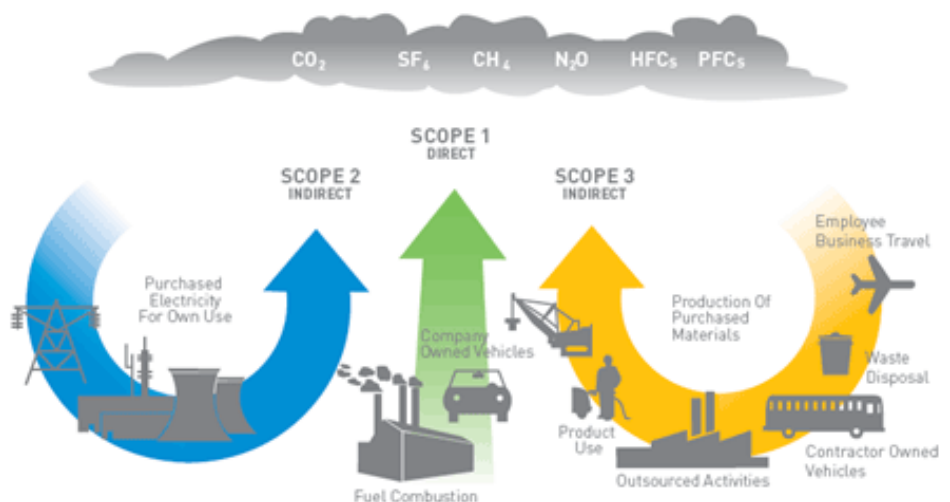 CO₂ SF₆ CH₄ N₂O HFCs PFCs
SCOPE 1
DIRECT
SCOPE 2
INDIRECT
SCOPE 3
INDIRECT
Purchased
Electricity
For Own Use
Company
Owned Vehicles
Fuel Combustion
Employee
Business Travel
Production Of
Purchased
Materials
Waste
Disposal
Product
Use
Contractor Owned
Vehicles
Outsourced Activities